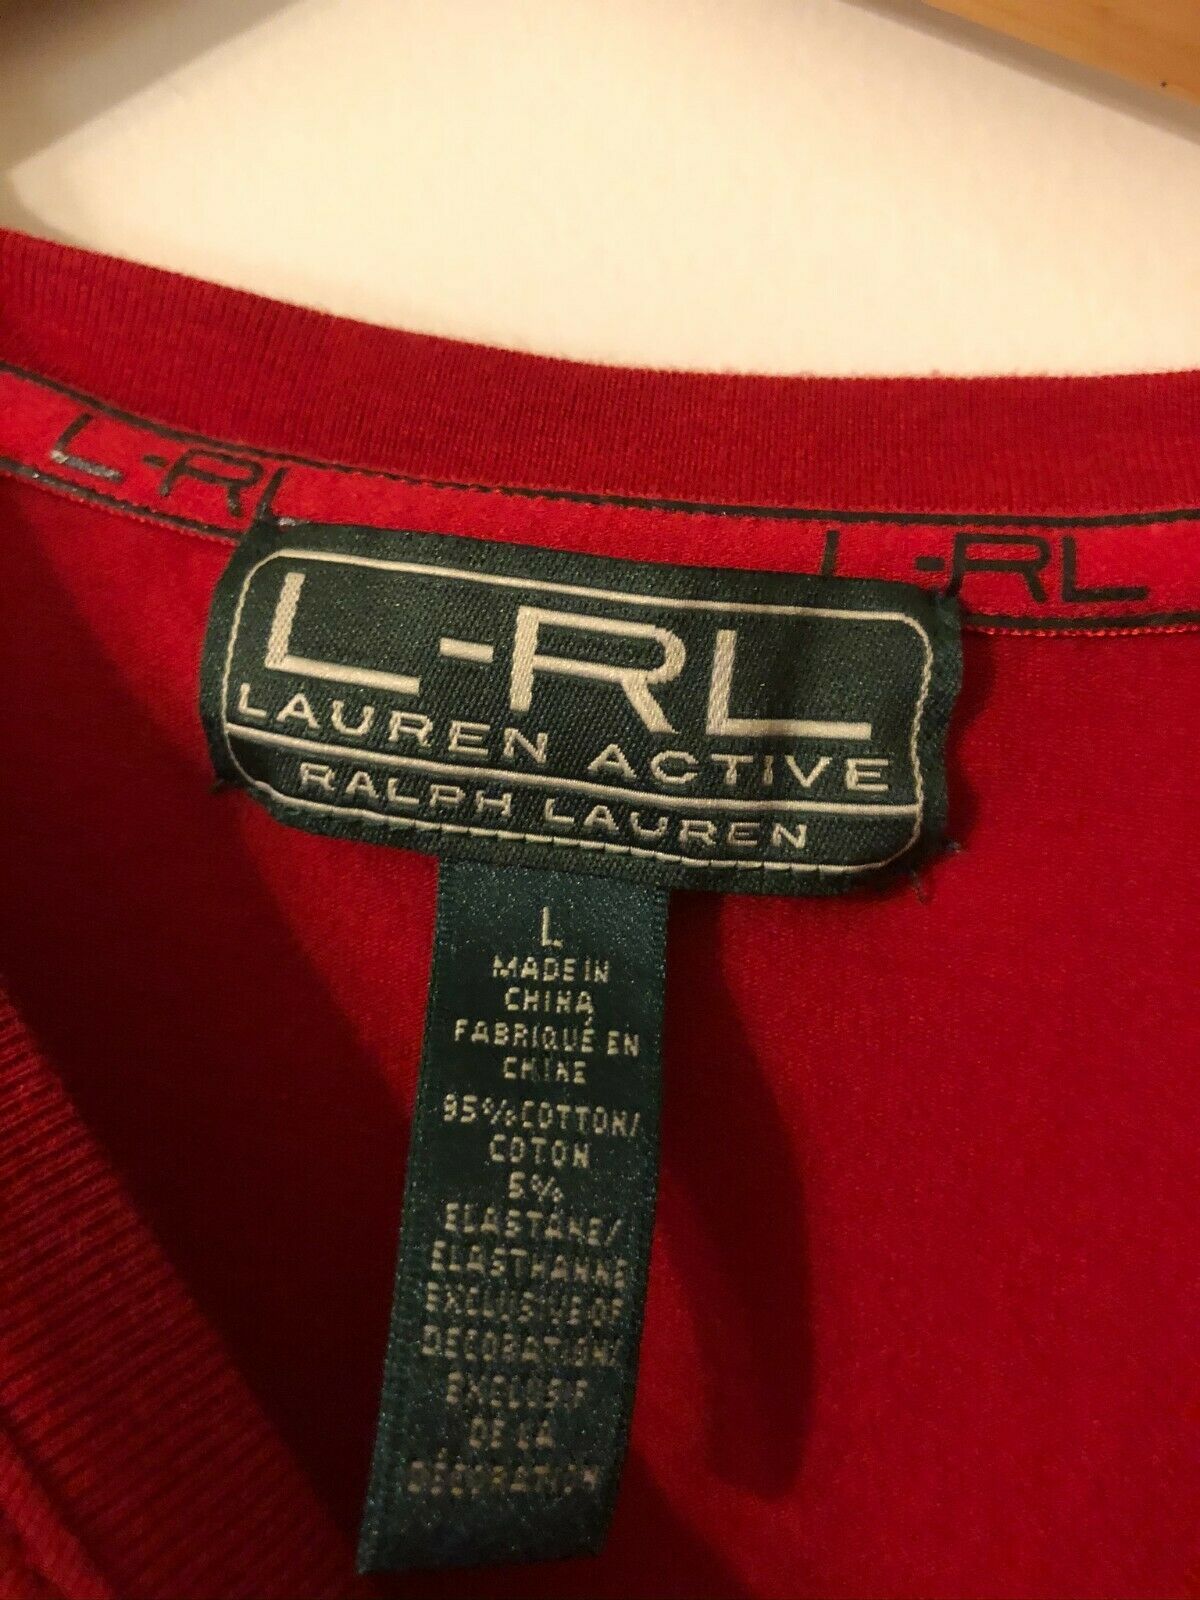 L-RL
L-RL
L-RL
LAUREN ACTIVE
RALPH LAUREN
L
MADE IN
CHINA
FABRIQUÉ EN
CHINE
95% COTTON/
COTON
5%
ELASTANE/
ELASTHANNE
EXCLUSIVE OF
DECORATION/
EXCLUSIF
DE LA
DÉCORATION